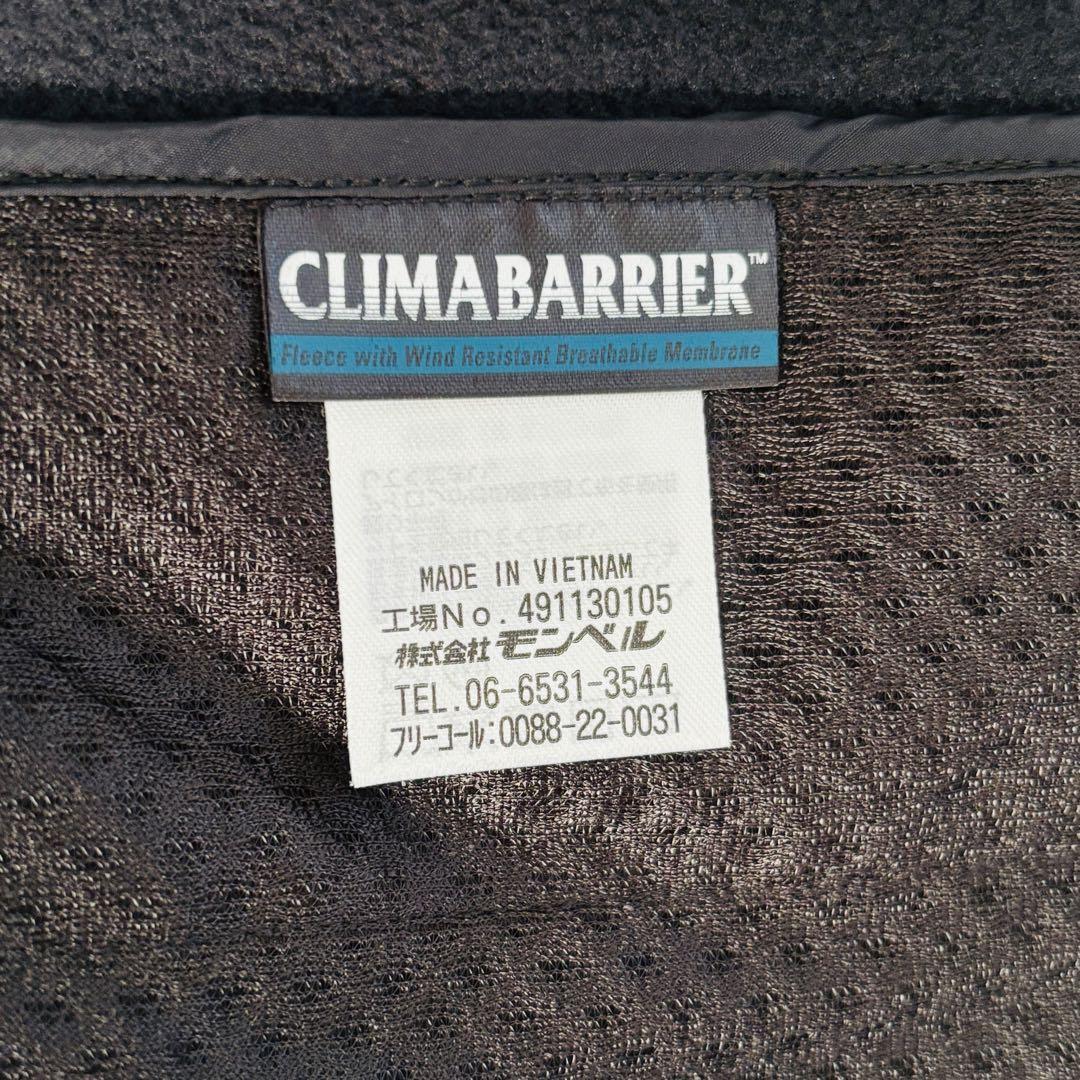 CLIMABARRIER™
Fleece with Wind Resistant Breathable Membrane
MADE IN VIETNAM
工場No.491130105
株式会社モンベル
TEL.06-6531-3544
フリーコール:0088-22-0031